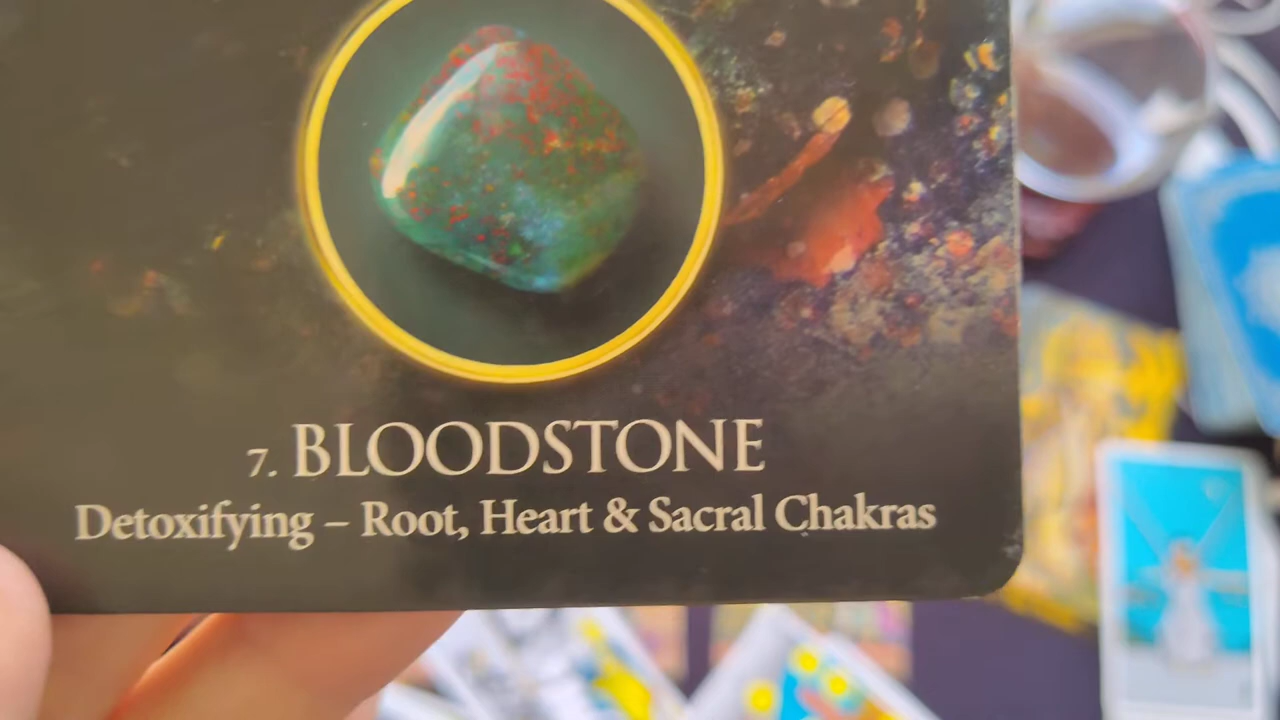 7. BLOODSTONE
Detoxifying – Root, Heart & Sacral Chakras